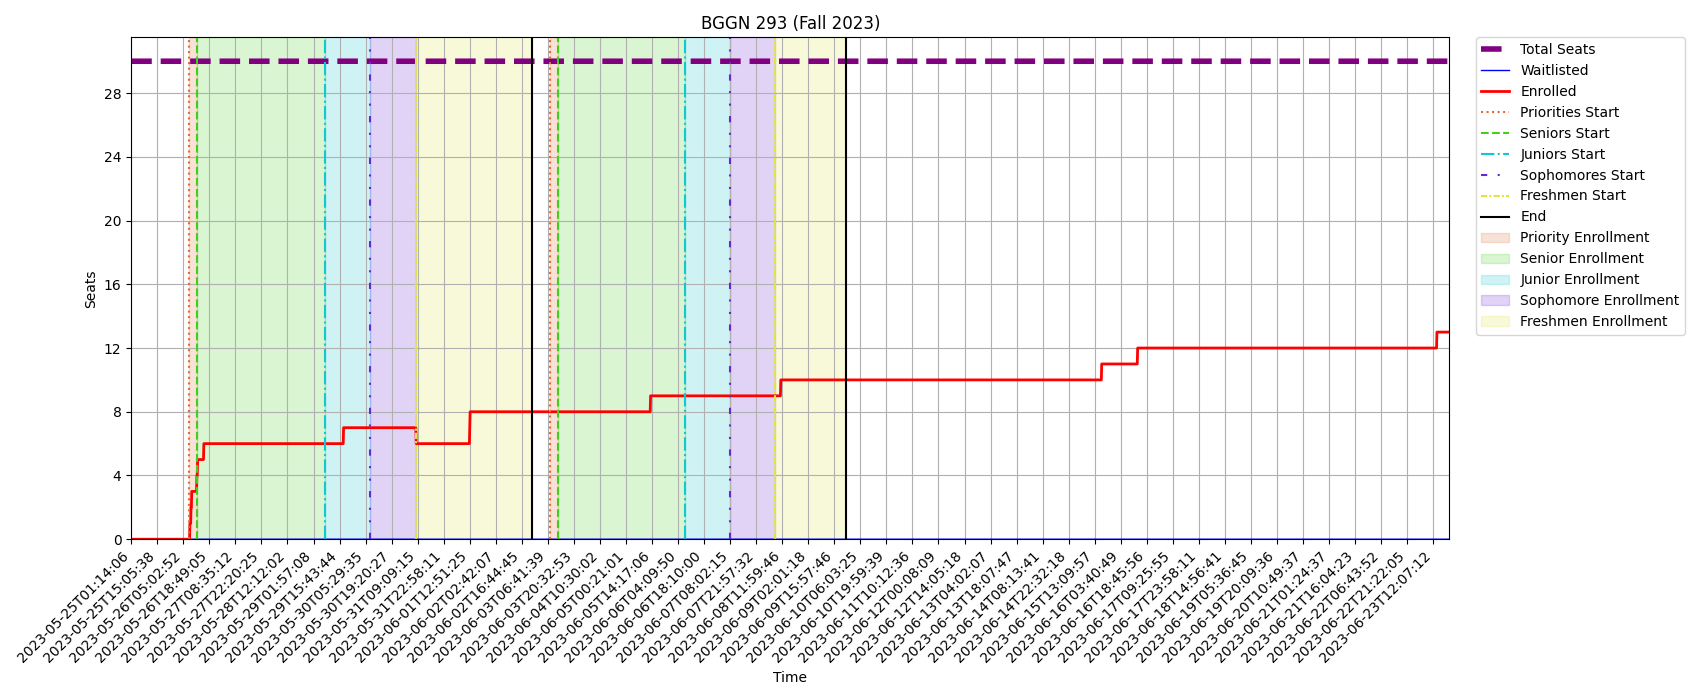 BGGN 293 (Fall 2023)
Seats
28
24
20
16
12
8
4
0
2023-05-25T01:14:06
2023-05-25T15:05:38
2023-05-26T05:02:52
2023-05-26T18:49:05
2023-05-27T08:35:12
2023-05-27T22:20:25
2023-05-28T12:12:02
2023-05-29T01:57:08
2023-05-29T15:43:44
2023-05-30T05:29:35
2023-05-30T19:20:27
2023-05-31T09:09:15
2023-05-31T22:58:11
2023-06-01T12:51:25
2023-06-02T02:42:07
2023-06-02T16:44:45
2023-06-03T06:41:39
2023-06-03T20:32:53
2023-06-04T10:30:02
2023-06-05T00:21:01
2023-06-05T14:17:06
2023-06-06T04:09:50
2023-06-06T18:10:00
2023-06-07T08:02:15
2023-06-07T21:57:32
2023-06-08T11:59:46
2023-06-09T02:01:18
2023-06-09T15:57:46
2023-06-10T06:03:25
2023-06-10T19:59:39
2023-06-11T10:12:36
2023-06-12T00:08:09
2023-06-12T14:05:18
2023-06-13T04:02:07
2023-06-13T18:07:47
2023-06-14T08:13:41
2023-06-14T22:32:18
2023-06-15T13:09:57
2023-06-16T03:40:49
2023-06-16T18:45:56
2023-06-17T09:25:55
2023-06-17T23:58:11
2023-06-18T14:56:41
2023-06-19T05:36:45
2023-06-19T20:09:36
2023-06-20T10:49:37
2023-06-21T01:24:37
2023-06-21T16:04:23
2023-06-22T06:43:52
2023-06-22T21:22:05
2023-06-23T12:07:12
Time
Total Seats
Waitlisted
Enrolled
Priorities Start
Seniors Start
Juniors Start
Sophomores Start
Freshmen Start
End
Priority Enrollment
Senior Enrollment
Junior Enrollment
Sophomore Enrollment
Freshmen Enrollment